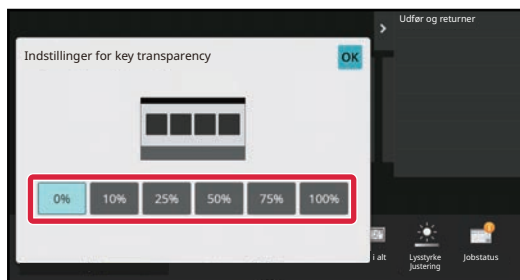 Udfør og returner
Indstillinger for key transparency
OK
0% 10% 25% 50% 75% 100%
i alt
Lysstyrke
Justering
Jobstatus